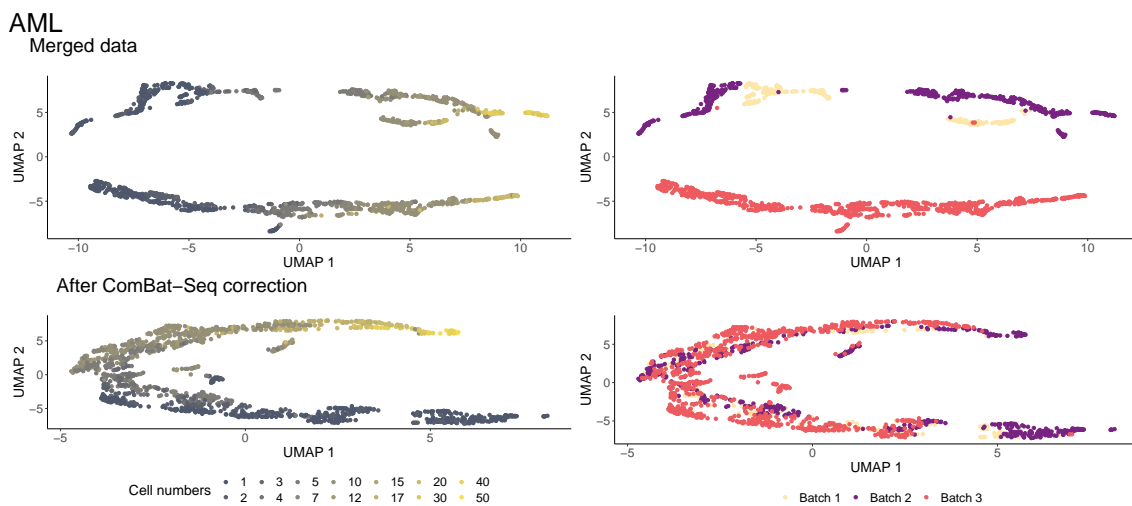 AML
Merged data
UMAP 2
5
0
−5
−10
−5
0
5
10
UMAP 1
UMAP 2
5
0
−5
−10
−5
0
5
10
UMAP 1
After ComBat−Seq correction
UMAP 2
5
0
−5
−5
0
5
UMAP 1
UMAP 2
5
0
−5
−5
0
5
UMAP 1
Cell numbers
1 3 5 10 15 20 40
2 4 7 12 17 30 50
Batch 1 Batch 2 Batch 3